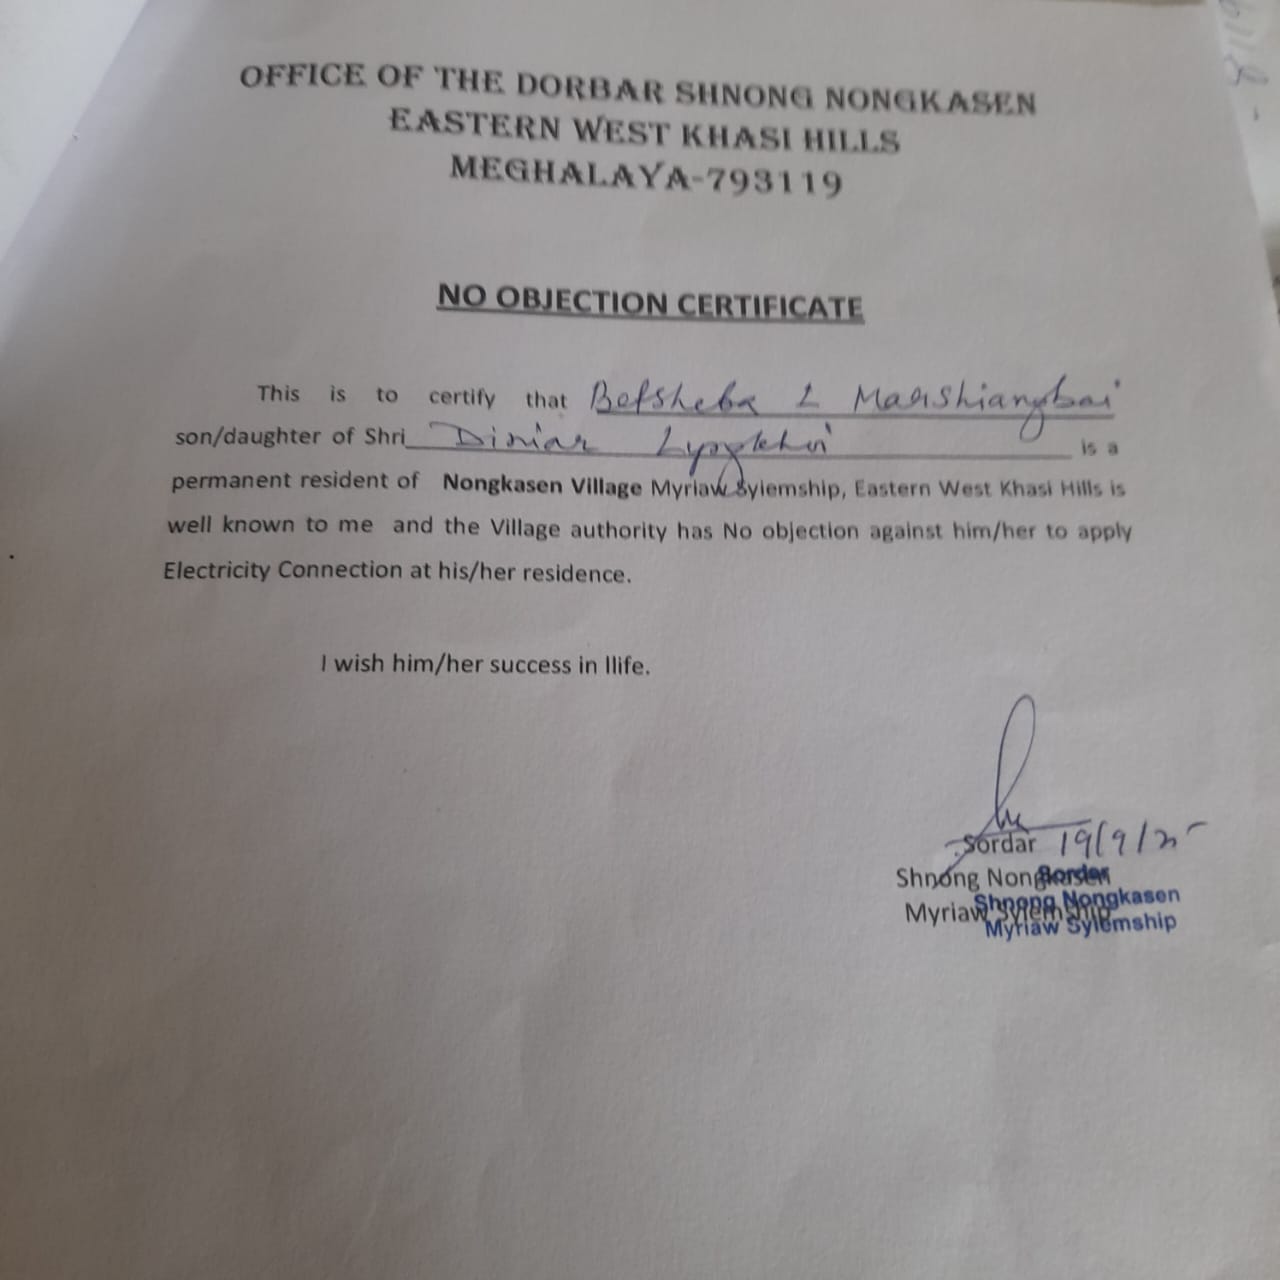 OFFICE OF THE DORBAR SHNONG NONGKASEN
EASTERN WEST KHASI HILLS
MEGHALAYA-793119
NO OBJECTION CERTIFICATE
This is to certify that Betsheba L Marshiangbai
son/daughter of Shri Diniar is a
permanent resident of Nongkasen Village Myriaw Syiemship, Eastern West Khasi Hills is
well known to me and the Village authority has No objection against him/her to apply
Electricity Connection at his/her residence.
I wish him/her success in llife.
Sordar 19/9/25
Shnong Nongkasen
Myriaw Syiemship
Sordar
Shnong Nongkasen
Myriaw Syiemship